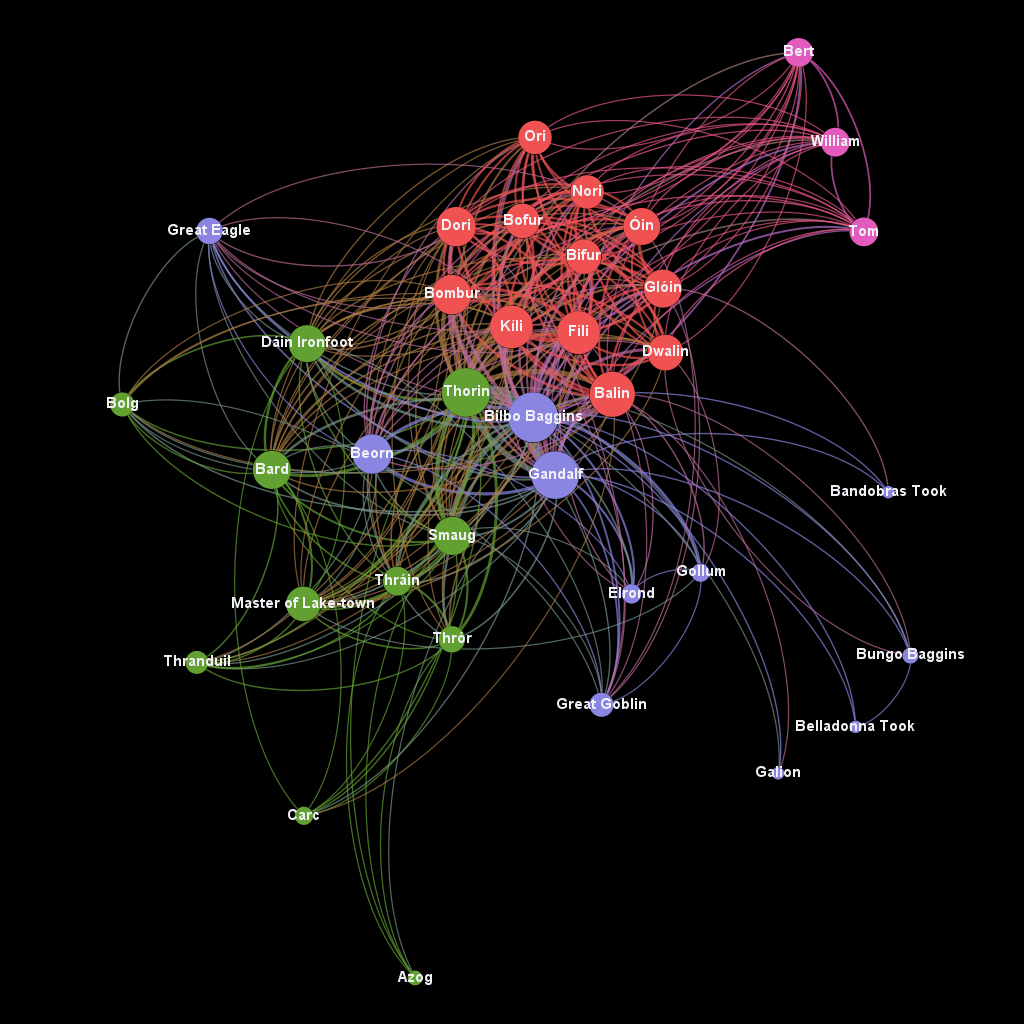 Bert
Ori
William
Nori
Dori
Bofur
Óin
Great Eagle
Tom
Bifur
Bombur
Glóin
Kíli
Fíli
Dáin Ironfoot
Dwalin
Thorin
Balin
Bolg
Bilbo Baggins
Beorn
Bard
Gandalf
Bandobras Took
Smaug
Gollum
Thráin
Elrond
Master of Lake-town
Thrór
Bungo Baggins
Thranduil
Great Goblin
Belladonna Took
Galion
Carc
Azog